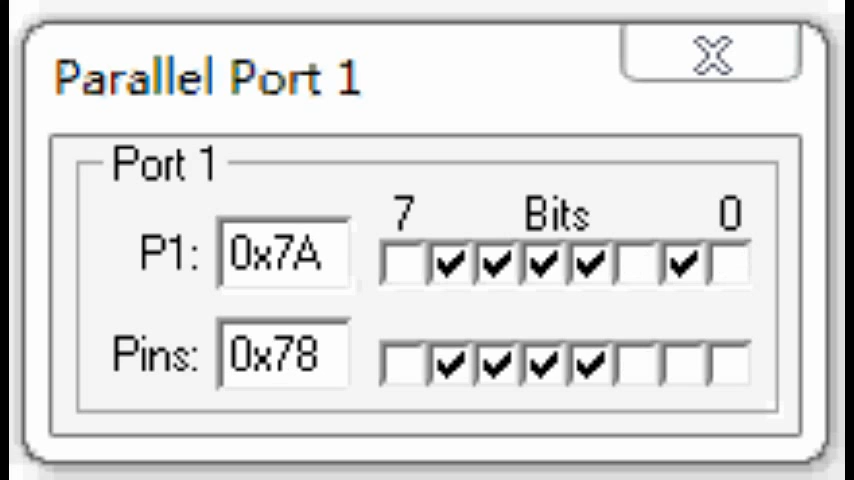 Parallel Port 1
Port 1
7 Bits 0
P1: 0x7A
Pins: 0x78